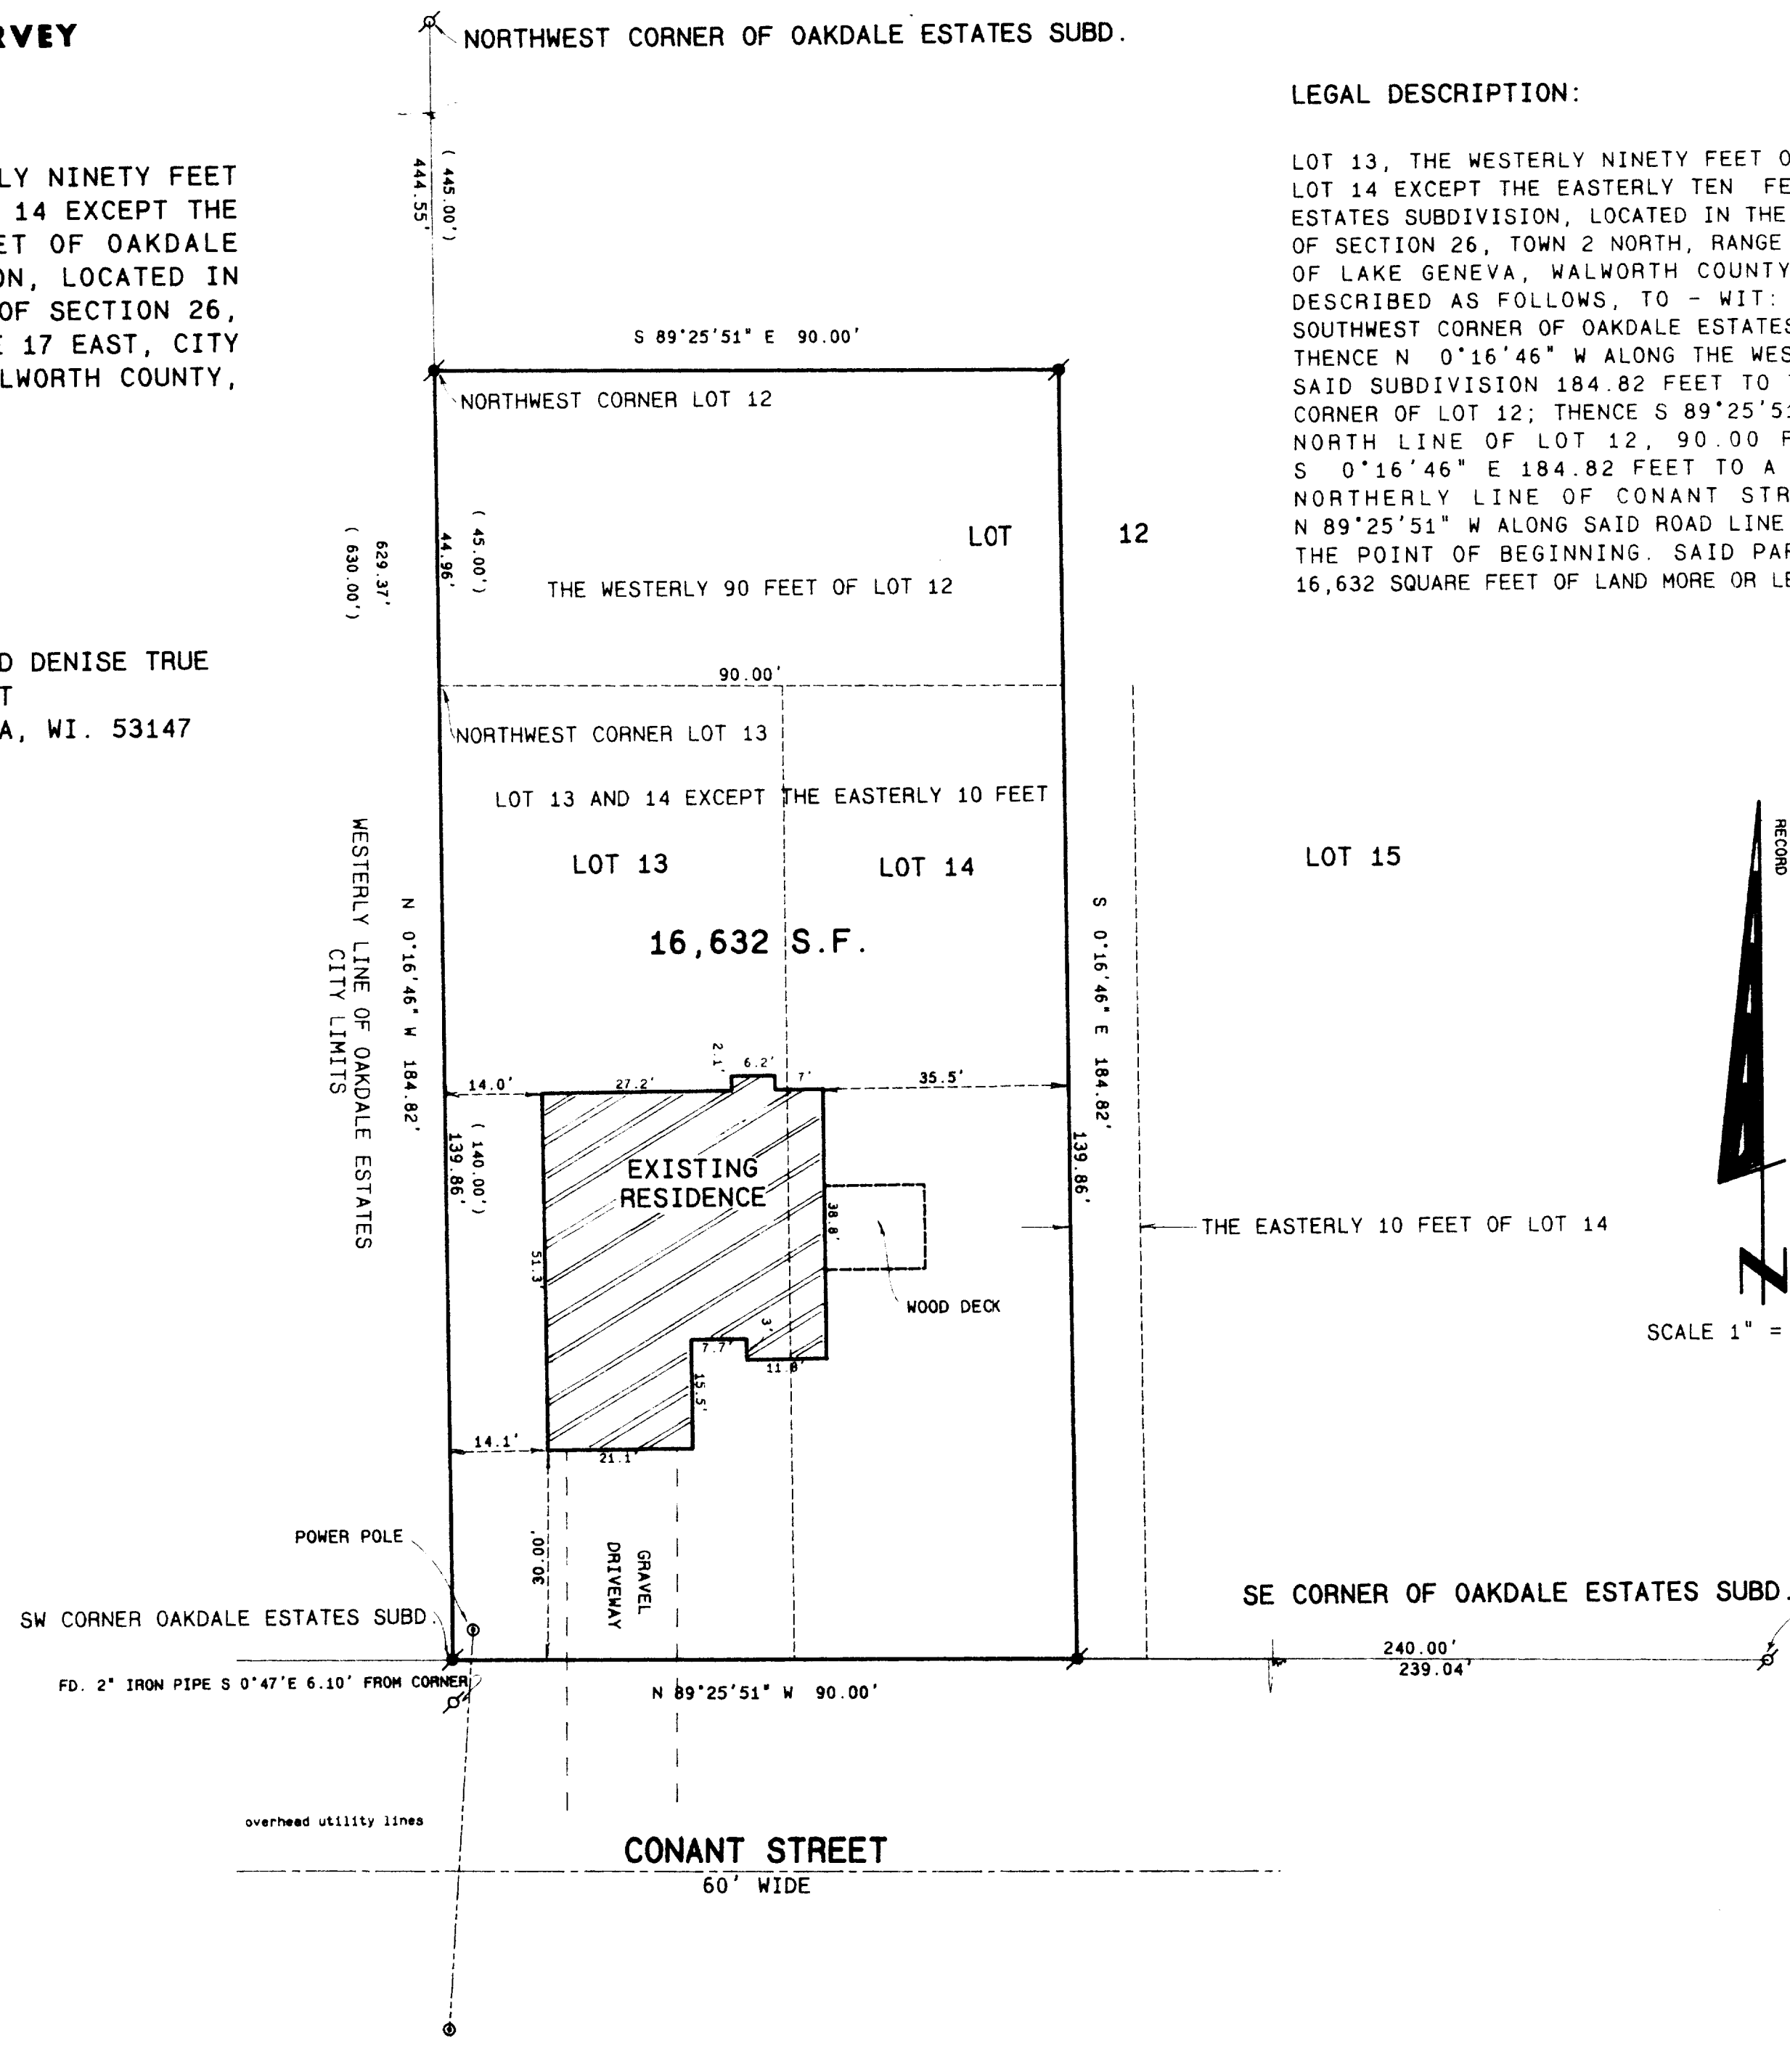 RVEY
NORTHWEST CORNER OF OAKDALE ESTATES SUBD.
LY NINETY FEET
14 EXCEPT THE
ET OF OAKDALE
ON, LOCATED IN
OF SECTION 26,
E 17 EAST, CITY
LWORTH COUNTY,
D DENISE TRUE
T
A, WI. 53147
LEGAL DESCRIPTION:
LOT 13, THE WESTERLY NINETY FEET O
LOT 14 EXCEPT THE EASTERLY TEN FE
ESTATES SUBDIVISION, LOCATED IN THE
OF SECTION 26, TOWN 2 NORTH, RANGE
OF LAKE GENEVA, WALWORTH COUNTY
DESCRIBED AS FOLLOWS, TO - WIT:
SOUTHWEST CORNER OF OAKDALE ESTATES
THENCE N 0°16'46" W ALONG THE WES
SAID SUBDIVISION 184.82 FEET TO T
CORNER OF LOT 12; THENCE S 89°25'51
NORTH LINE OF LOT 12, 90.00 F
S 0°16'46" E 184.82 FEET TO A
NORTHERLY LINE OF CONANT STR
N 89°25'51" W ALONG SAID ROAD LINE
THE POINT OF BEGINNING. SAID PAR
16,632 SQUARE FEET OF LAND MORE OR LE
( 445.00')
444.55'
S 89°25'51" E 90.00'
NORTHWEST CORNER LOT 12
( 45.00')
44.96'
629.37'
( 630.00')
LOT 12
THE WESTERLY 90 FEET OF LOT 12
90.00'
NORTHWEST CORNER LOT 13
LOT 13 AND 14 EXCEPT THE EASTERLY 10 FEET
LOT 13
LOT 14
LOT 15
16,632 S.F.
RECORD
N 0°16'46" W 184.82'
WESTERLY LINE OF OAKDALE ESTATES
CITY LIMITS
S 0°16'46" E 184.82'
2.1'
6.2'
7'
14.0'
27.2'
35.5'
( 140.00')
139.86'
139.86'
EXISTING
RESIDENCE
38.8'
THE EASTERLY 10 FEET OF LOT 14
51.3'
WOOD DECK
N
SCALE 1" =
3'
7.7'
11.8'
15.5'
14.1'
21.1'
POWER POLE
30.00'
GRAVEL
DRIVEWAY
SW CORNER OAKDALE ESTATES SUBD.
SE CORNER OF OAKDALE ESTATES SUBD.
240.00'
239.04'
FD. 2" IRON PIPE S 0°47'E 6.10' FROM CORNER
N 89°25'51" W 90.00'
overhead utility lines
CONANT STREET
60' WIDE